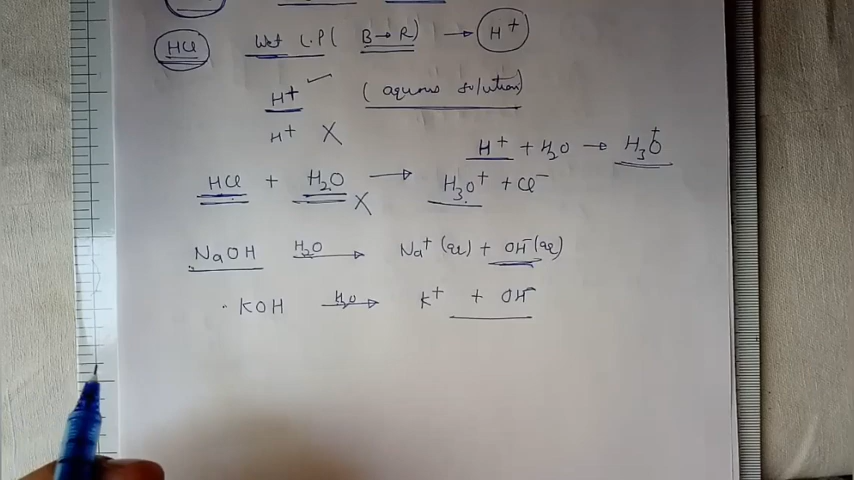 HCl Wet L.P( B→R) → H+
H+ ✓ (aqueous solution)
H+ X
H+ + H2O → H3O+
HCl + H2O → H3O+ + Cl-
X
NaOH H2O → Na+ (aq) + OH- (aq)
KOH H2O → K+ + OH-